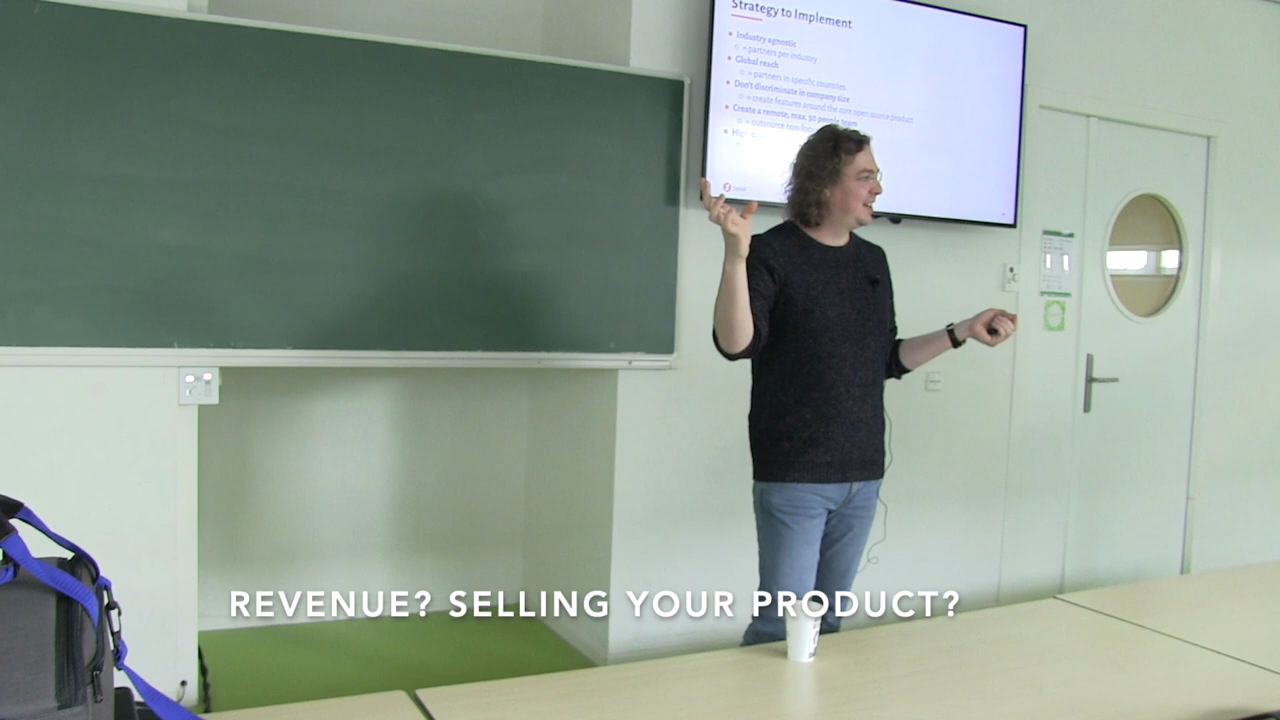 Strategy to Implement
• Industry agnostic
○ = partners per industry
• Global reach
○ = partners in specific countries
• Don't discriminate in company size
○ = create features around the core open source product
• Create a remote, max. 50 people team
○ = outsource
REVENUE? SELLING YOUR PRODUCT?